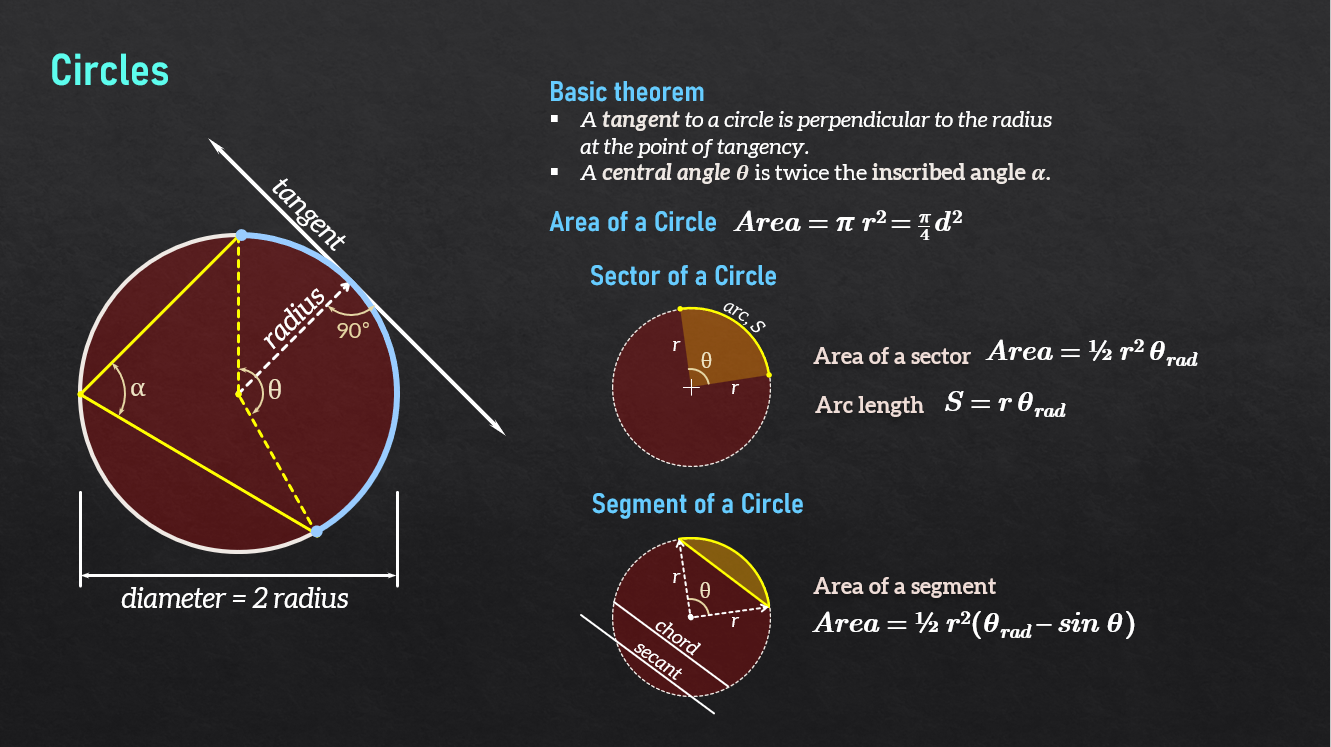 Circles
Basic theorem
▪ A tangent to a circle is perpendicular to the radius
at the point of tangency.
▪ A central angle θ is twice the inscribed angle α.
Area of a Circle Area = π r² = π/4 d²
tangent
radius
90°
α
θ
diameter = 2 radius
Sector of a Circle
arc, S
r
θ
r
Area of a sector Area = ½ r² θrad
Arc length S = r θrad
Segment of a Circle
r
θ
r
chord
secant
Area of a segment
Area = ½ r²(θrad – sin θ)